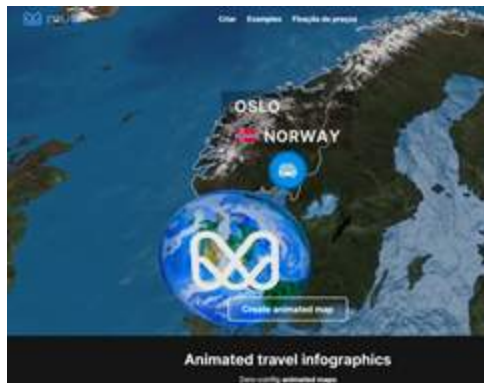 Criar Exemplos Fixação de preços
OSLO
NORWAY
Create animated map
Animated travel infographics
Zero-config animated maps